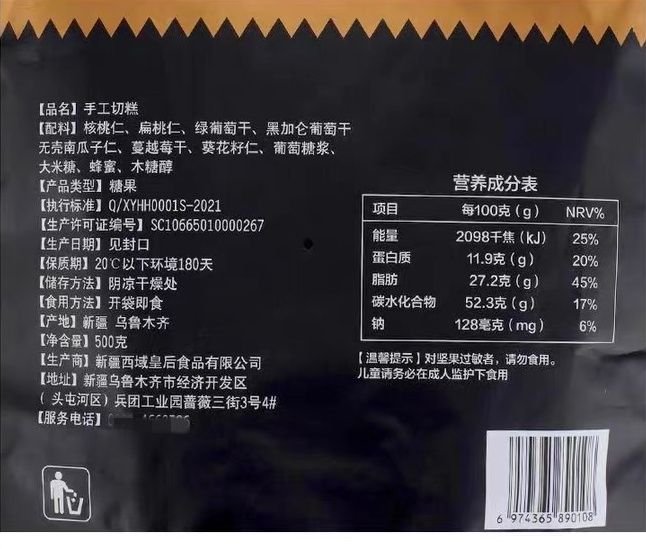 【品名】手工切糕
【配料】核桃仁、扁桃仁、绿葡萄干、黑加仑葡萄干
无壳南瓜子仁、蔓越莓干、葵花籽仁、葡萄糖浆、
大米糖、蜂蜜、木糖醇
【产品类型】糖果
【执行标准】Q/XYHH0001S-2021
【生产许可证编号】SC10665010000267
【生产日期】见封口
【保质期】20℃以下环境180天
【储存方法】阴凉干燥处
【食用方法】开袋即食
【产地】新疆 乌鲁木齐
【净含量】500克
【生产商】新疆西域皇后食品有限公司
【地址】新疆乌鲁木齐市经济开发区
(头屯河区)兵团工业园蔷薇三街3号4#
【服务电话】
营养成分表
项目 每100克(g) NRV%
能量 2098千焦(kJ) 25%
蛋白质 11.9克(g) 20%
脂肪 27.2克(g) 45%
碳水化合物 52.3克(g) 17%
钠 128毫克(mg) 6%
【温馨提示】对坚果过敏者，请勿食用。
儿童请务必在成人监护下食用
6 974365 890108